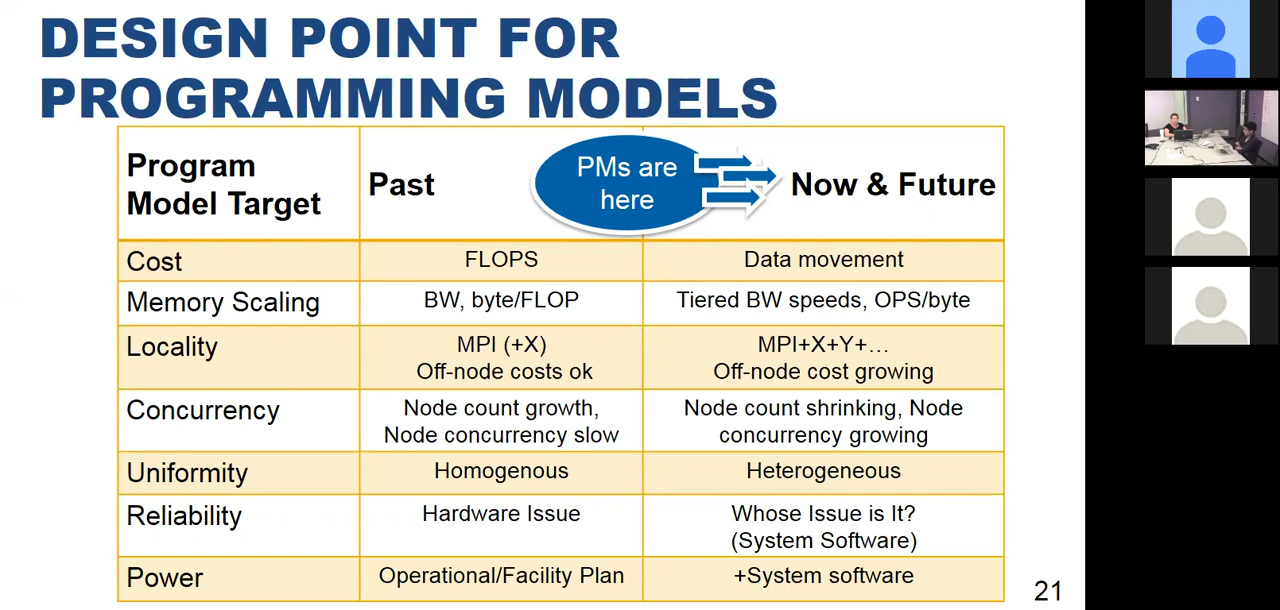 DESIGN POINT FOR
PROGRAMMING MODELS
Program
Model Target
Past
PMs are
here
Now & Future
Cost
FLOPS
Data movement
Memory Scaling
BW, byte/FLOP
Tiered BW speeds, OPS/byte
Locality
MPI (+X)
Off-node costs ok
MPI+X+Y+…
Off-node cost growing
Concurrency
Node count growth,
Node concurrency slow
Node count shrinking, Node
concurrency growing
Uniformity
Homogenous
Heterogeneous
Reliability
Hardware Issue
Whose Issue is It?
(System Software)
Power
Operational/Facility Plan
+System software
21